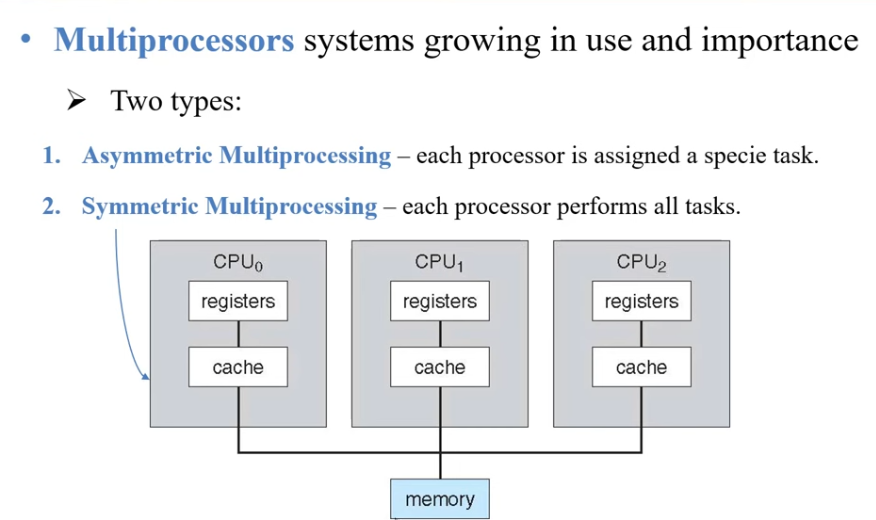 • Multiprocessors systems growing in use and importance
➢ Two types:
1. Asymmetric Multiprocessing – each processor is assigned a specie task.
2. Symmetric Multiprocessing – each processor performs all tasks.
CPU₀ CPU₁ CPU₂
registers registers registers
cache cache cache
memory